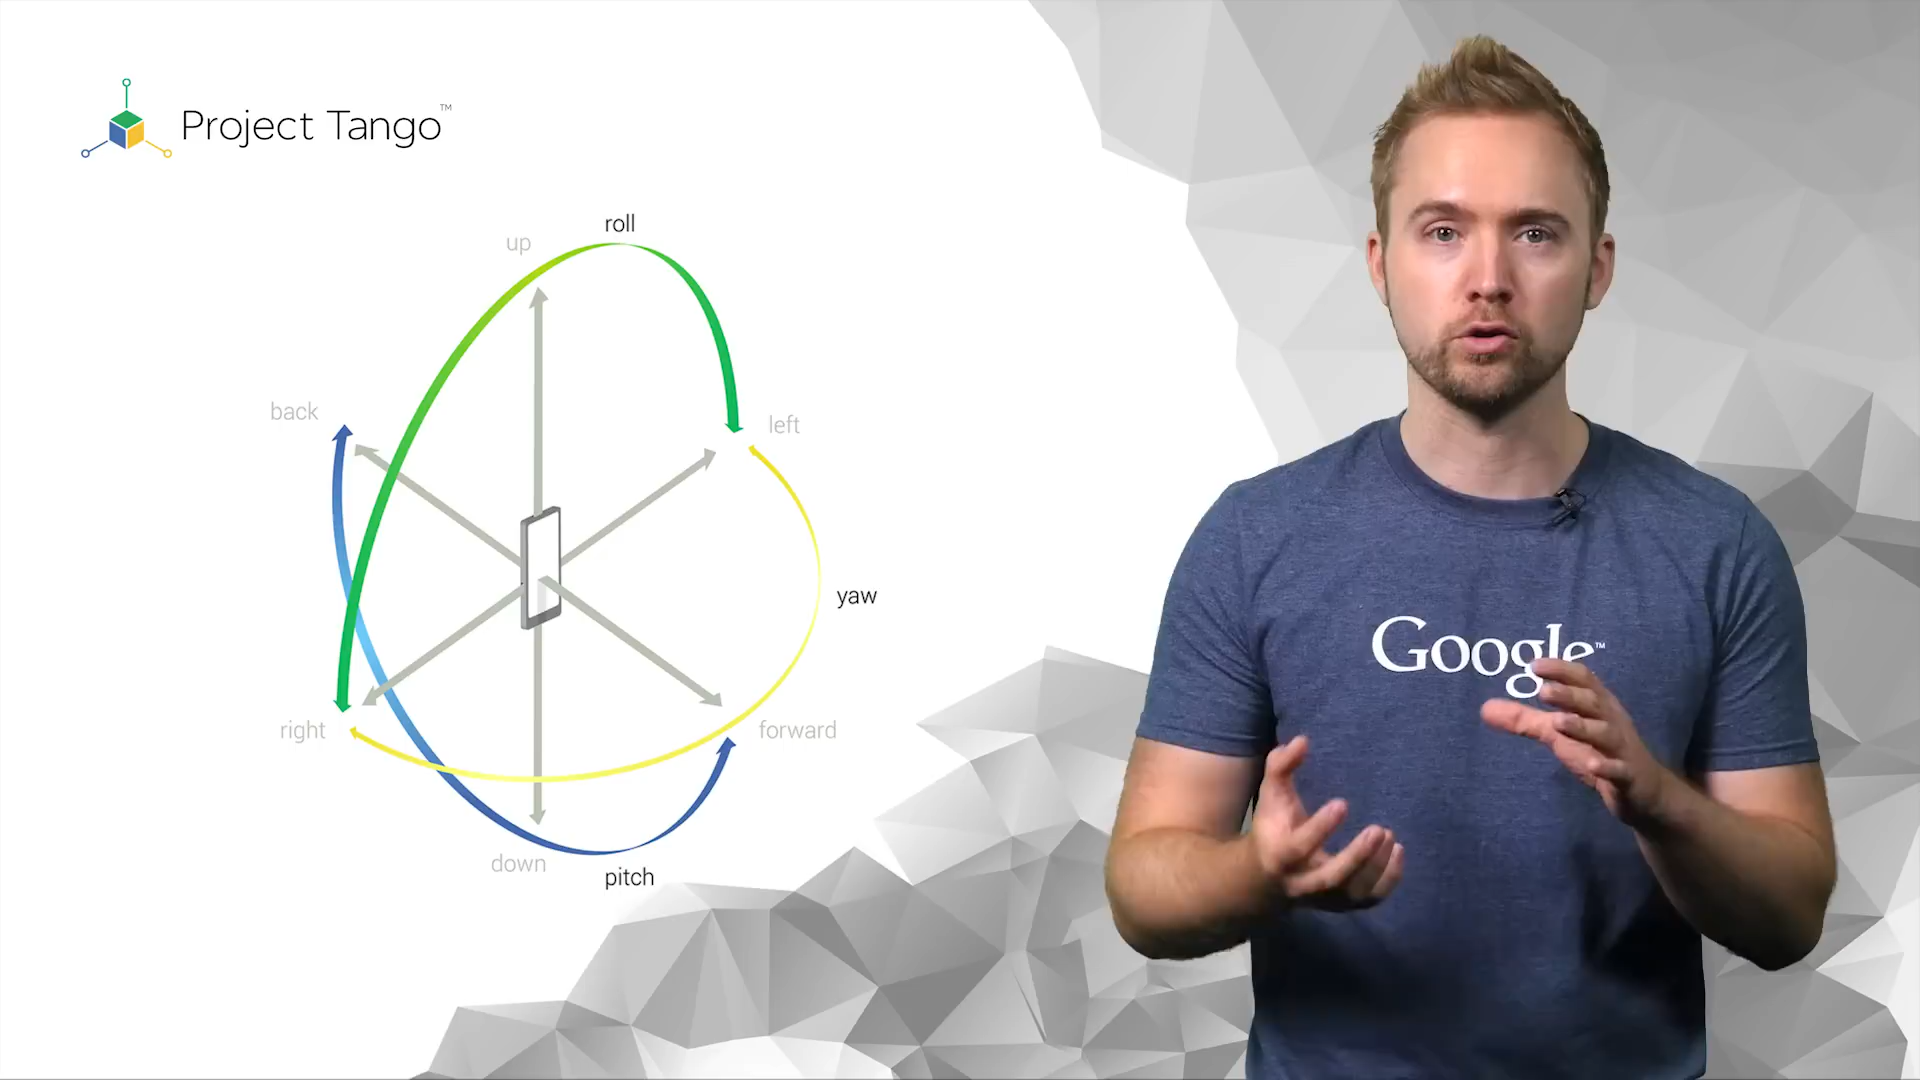 Project Tango™
roll
up
back
left
yaw
right
forward
down
pitch
Google™